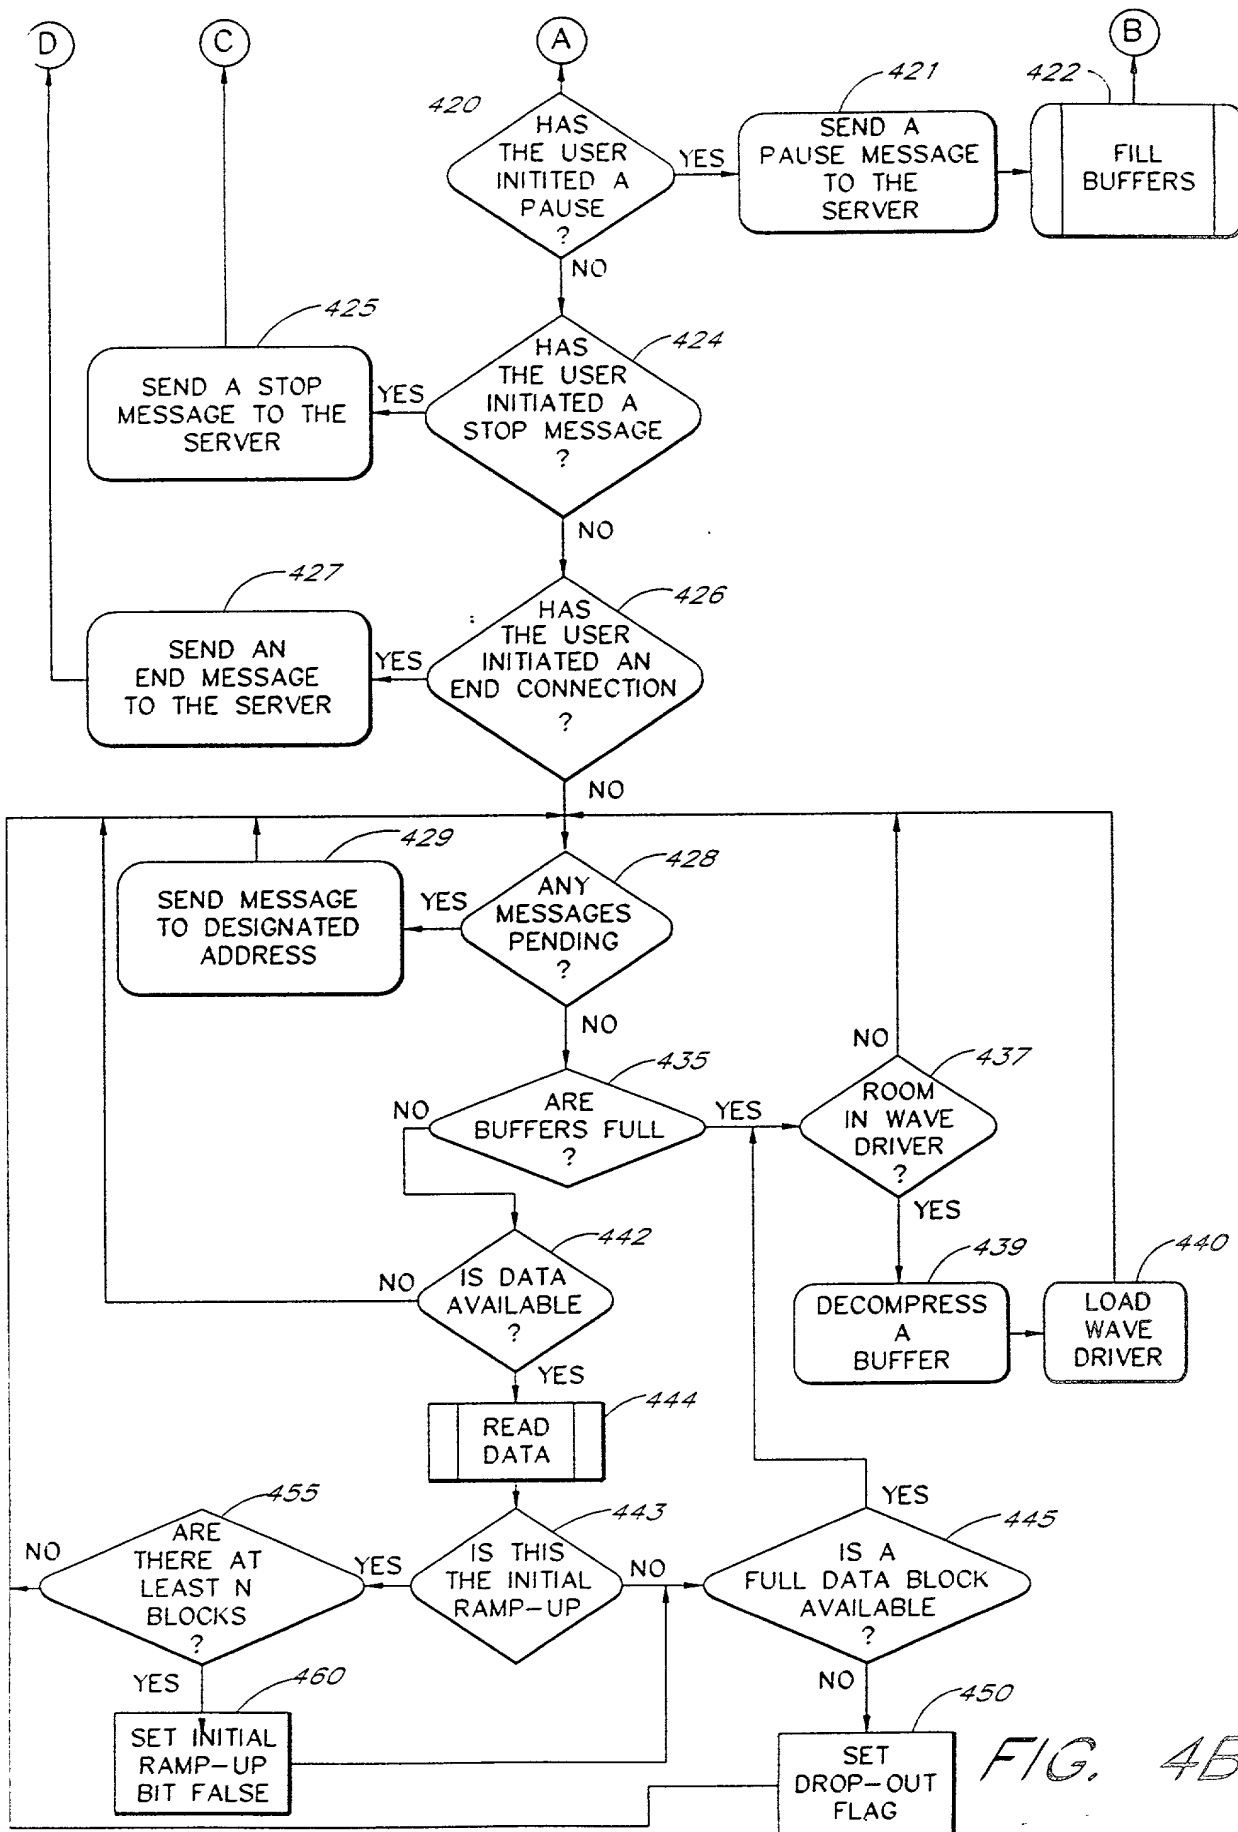 D
C
A
B
420
HAS
THE USER
INITITED A
PAUSE
?
YES
NO
421
SEND A
PAUSE MESSAGE
TO THE
SERVER
422
FILL
BUFFERS
425
SEND A STOP
MESSAGE TO THE
SERVER
YES
424
HAS
THE USER
INITIATED A
STOP MESSAGE
?
NO
427
SEND AN
END MESSAGE
TO THE SERVER
YES
426
HAS
THE USER
INITIATED AN
END CONNECTION
?
NO
429
SEND MESSAGE
TO DESIGNATED
ADDRESS
YES
428
ANY
MESSAGES
PENDING
?
NO
435
NO
ARE
BUFFERS FULL
?
YES
NO
437
ROOM
IN WAVE
DRIVER
?
YES
442
NO
IS DATA
AVAILABLE
?
YES
439
DECOMPRESS
A
BUFFER
440
LOAD
WAVE
DRIVER
444
READ
DATA
455
NO
ARE
THERE AT
LEAST N
BLOCKS
?
YES
YES
443
IS THIS
THE INITIAL
RAMP-UP
NO
YES
445
IS A
FULL DATA BLOCK
AVAILABLE
?
NO
460
SET INITIAL
RAMP-UP
BIT FALSE
450
SET
DROP-OUT
FLAG
FIG. 4B